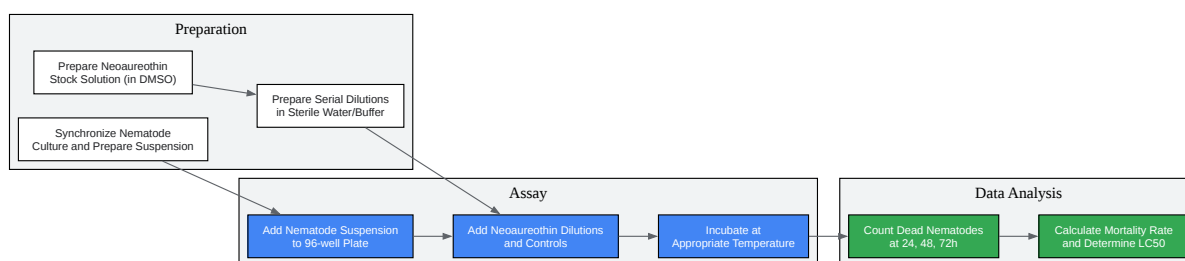 Preparation
Prepare Neoaureothin
Stock Solution (in DMSO)
Prepare Serial Dilutions
in Sterile Water/Buffer
Synchronize Nematode
Culture and Prepare Suspension
Assay
Add Nematode Suspension
to 96-well Plate
Add Neoaureothin Dilutions
and Controls
Incubate at
Appropriate Temperature
Data Analysis
Count Dead Nematodes
at 24, 48, 72h
Calculate Mortality Rate
and Determine LC50